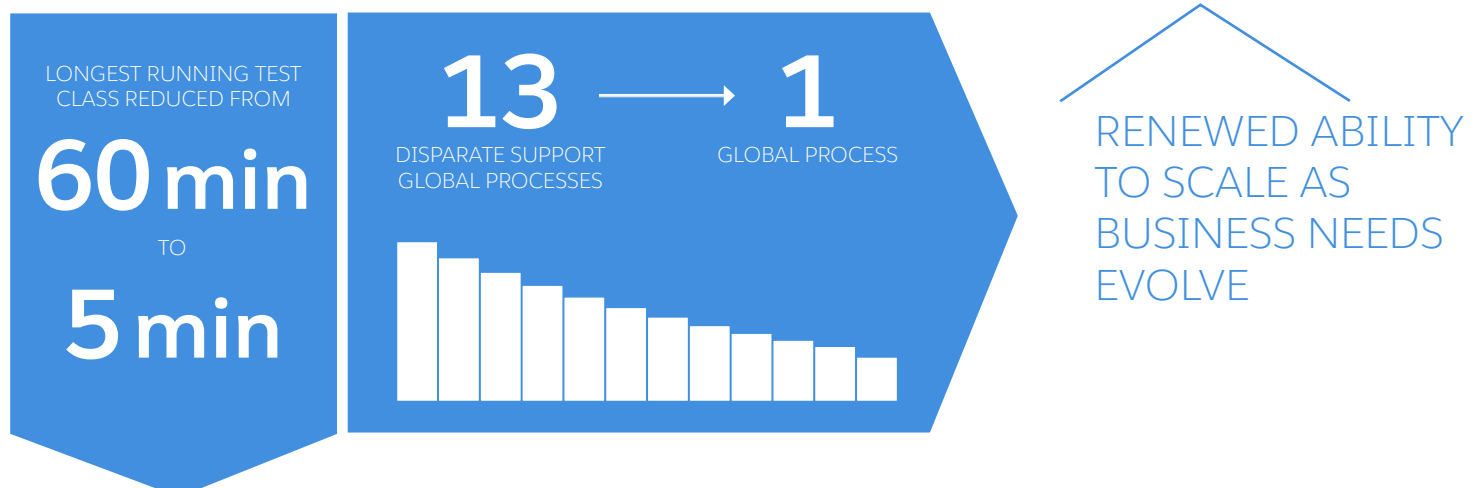 LONGEST RUNNING TEST
CLASS REDUCED FROM
60 min
TO
5 min
13
DISPARATE SUPPORT
GLOBAL PROCESSES
1
GLOBAL PROCESS
RENEWED ABILITY
TO SCALE AS
BUSINESS NEEDS
EVOLVE